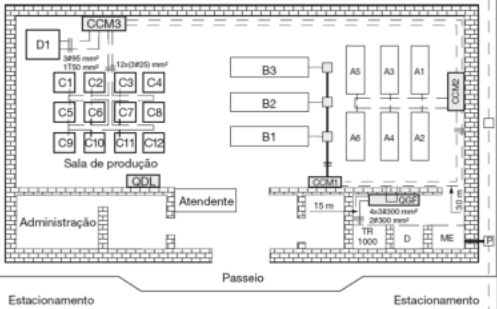 CCM3
D1
3#95 mm²
1T50 mm²
12x(3#25) mm²
C1 C2 C3 C4
C5 C6 C7 C8
C9 C10 C11 C12
Sala de produção
B3
B2
B1
A5 A3 A1
A6 A4 A2
CCM2
QDL
CCM1
Atendente
Administração
15 m
QGF
4x3#300 mm²
2#300 mm²
30 m
TR
1000
D
ME
P
Passeio
Estacionamento
Estacionamento